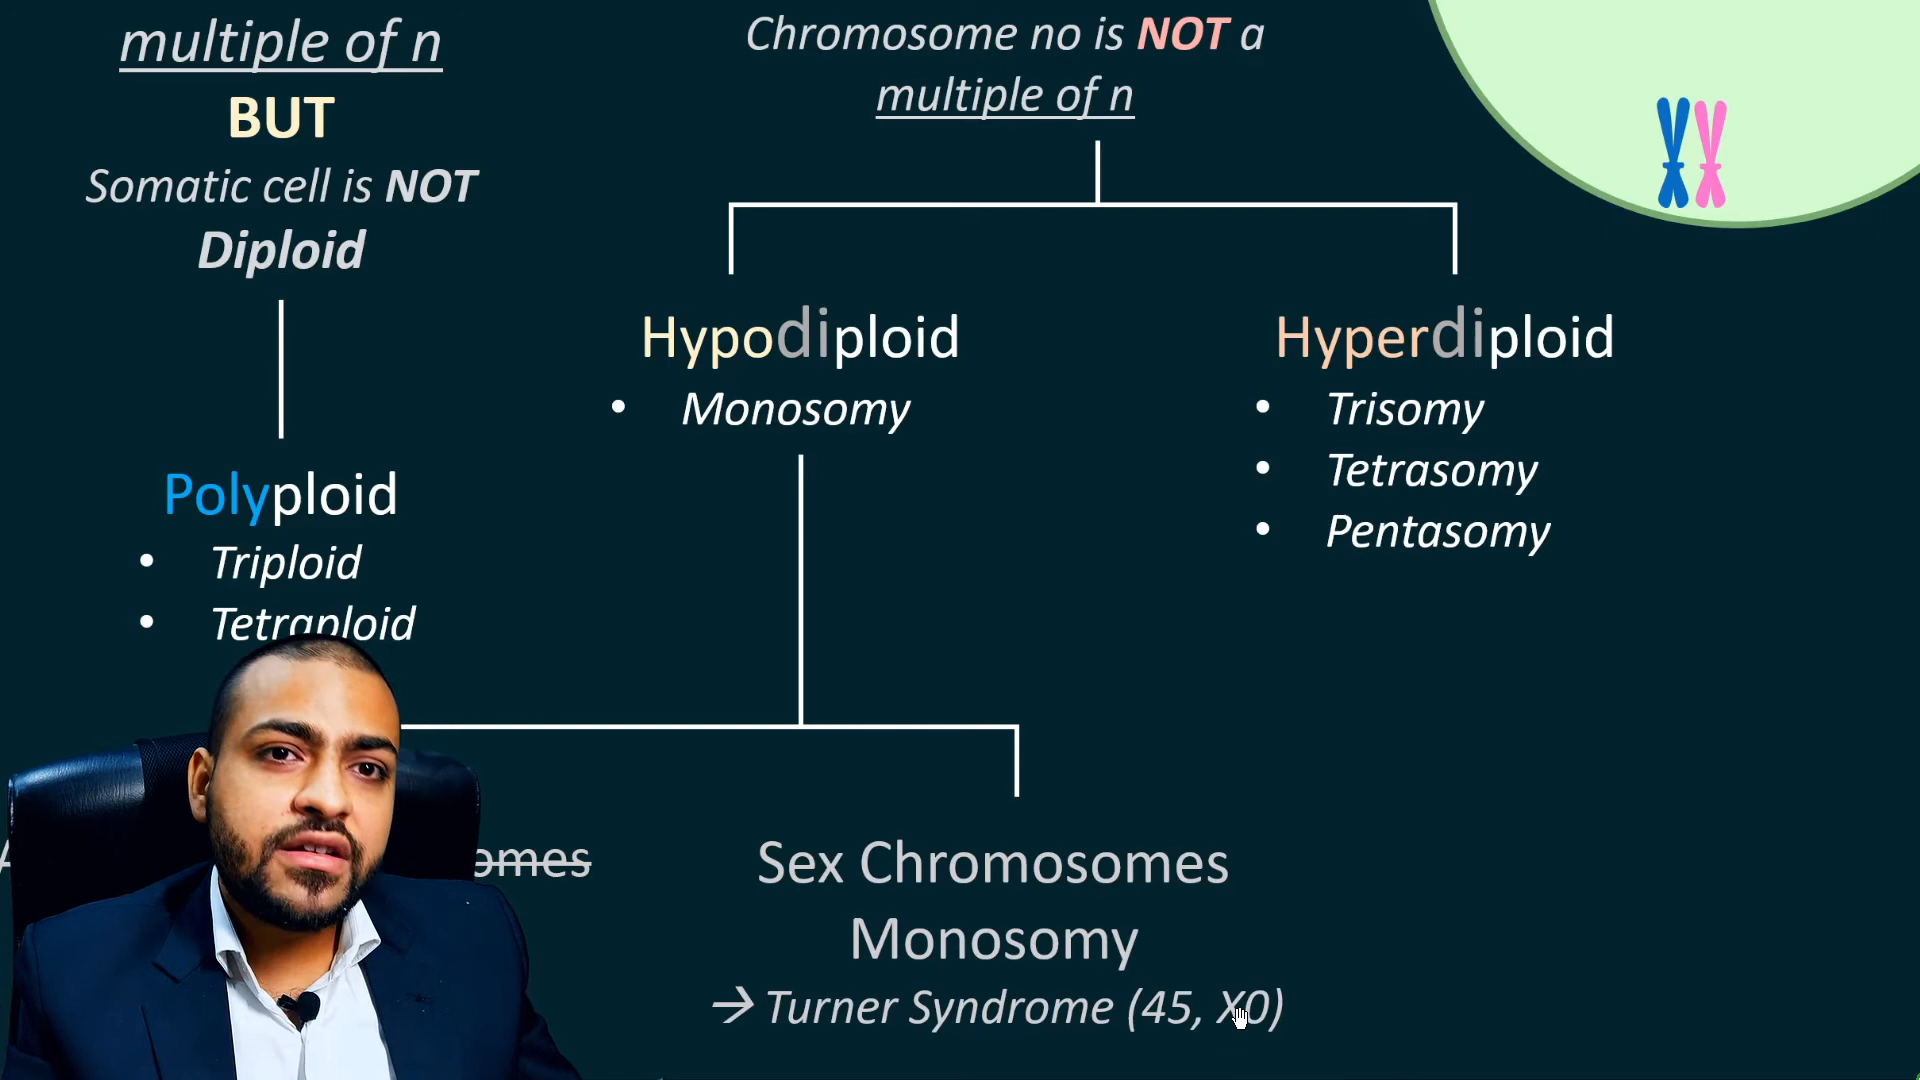 multiple of n
BUT
Somatic cell is NOT
Diploid
Polyploid
• Triploid
• Tetraploid
Chromosome no is NOT a
multiple of n
Hypodiploid
• Monosomy
Hyperdiploid
• Trisomy
• Tetrasomy
• Pentasomy
Sex Chromosomes
Monosomy
→ Turner Syndrome (45, X0)